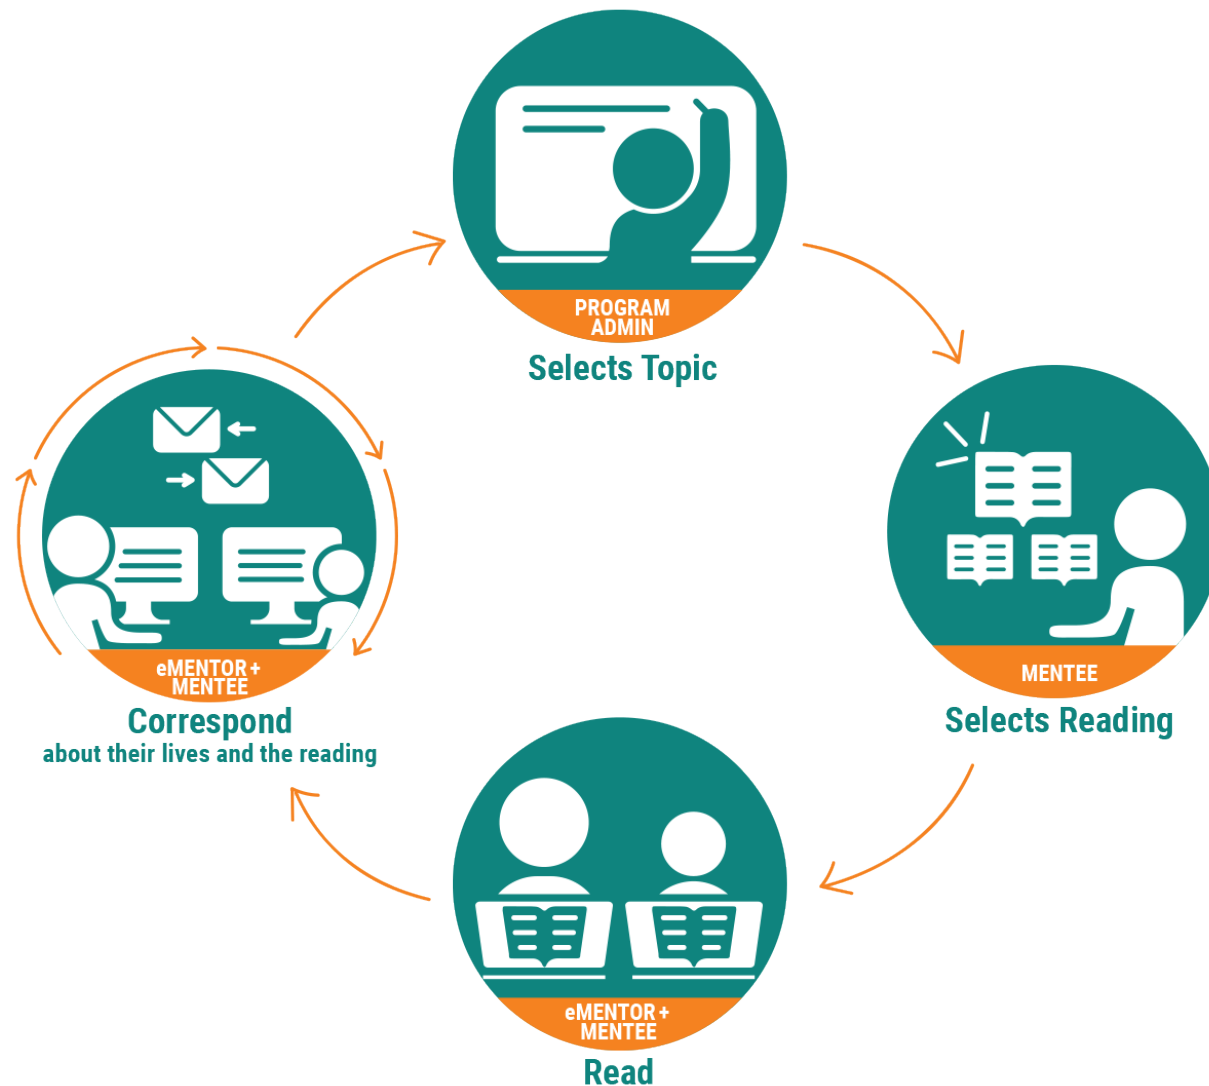 PROGRAM
ADMIN
Selects Topic
MENTEE
Selects Reading
eMENTOR +
MENTEE
Read
eMENTOR +
MENTEE
Correspond
about their lives and the reading